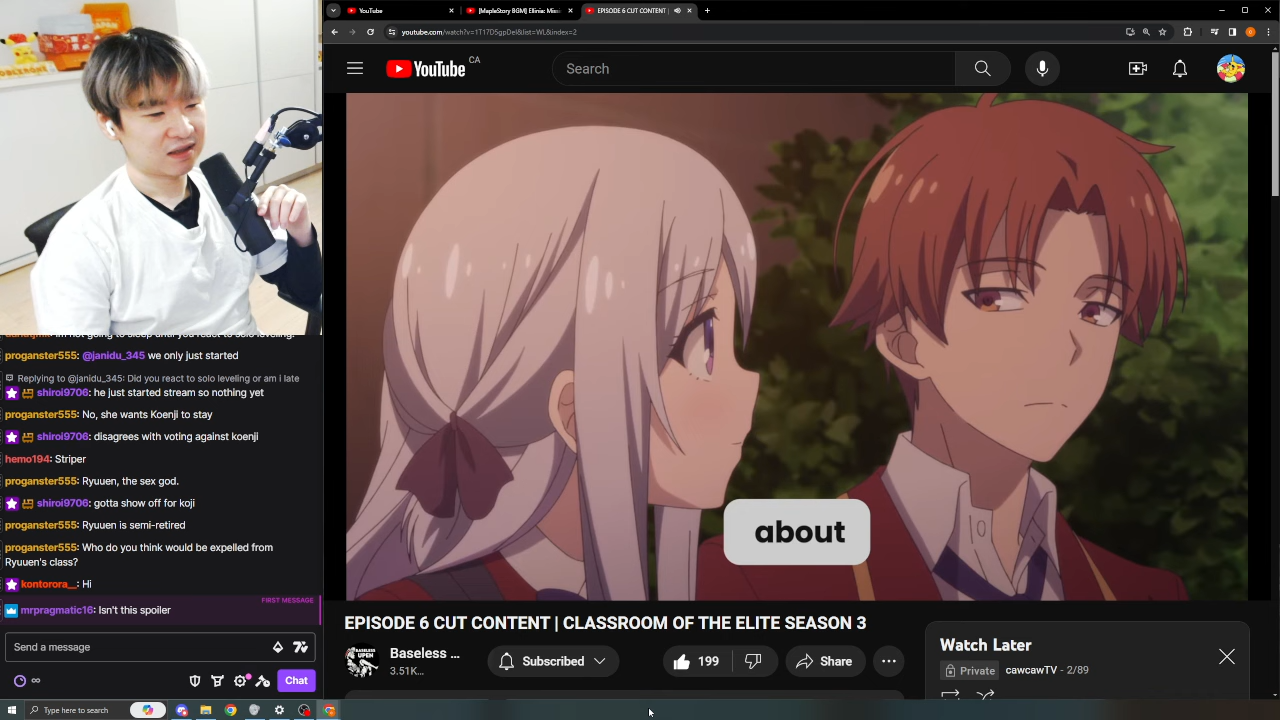 YouTube
[MapleStory BGM] Ellinia: Missi
EPISODE 6 CUT CONTENT |
youtube.com/watch?v=1T17D5gpDeI&list=WL&index=2
YouTube CA
Search
about
EPISODE 6 CUT CONTENT | CLASSROOM OF THE ELITE SEASON 3
Baseless ...
3.51K...
Subscribed
199
Share
Watch Later
Private
cawcawTV - 2/89
proganster555: @janidu_345 we only just started
Replying to @janidu_345: Did you react to solo leveling or am i late
shiroi9706: he just started stream so nothing yet
proganster555: No, she wants Koenji to stay
shiroi9706: disagrees with voting against koenji
hemo194: Striper
proganster555: Ryuuen, the sex god.
shiroi9706: gotta show off for koji
proganster555: Ryuuen is semi-retired
proganster555: Who do you think would be expelled from
Ryuuen's class?
kontorora__: Hi
FIRST MESSAGE
mrpragmatic16: Isn't this spoiler
Send a message
∞
Chat
Type here to search